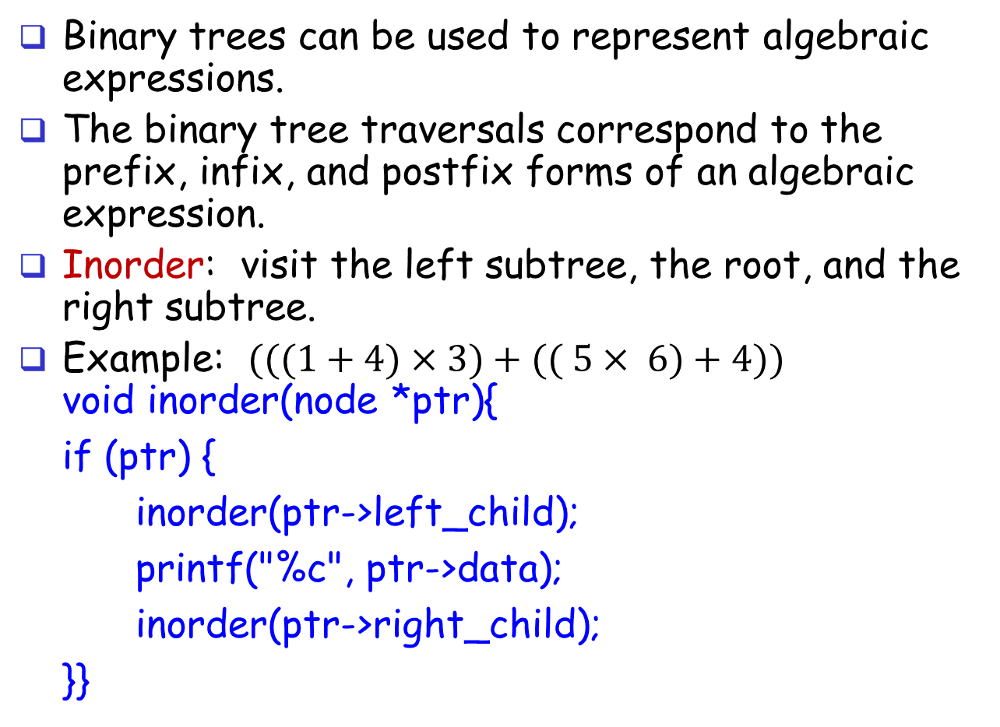 ❑ Binary trees can be used to represent algebraic
expressions.
❑ The binary tree traversals correspond to the
prefix, infix, and postfix forms of an algebraic
expression.
❑ Inorder: visit the left subtree, the root, and the
right subtree.
❑ Example: (((1 + 4) × 3) + (( 5 × 6) + 4))
void inorder(node *ptr){
if (ptr) {
inorder(ptr->left_child);
printf("%c", ptr->data);
inorder(ptr->right_child);
}}